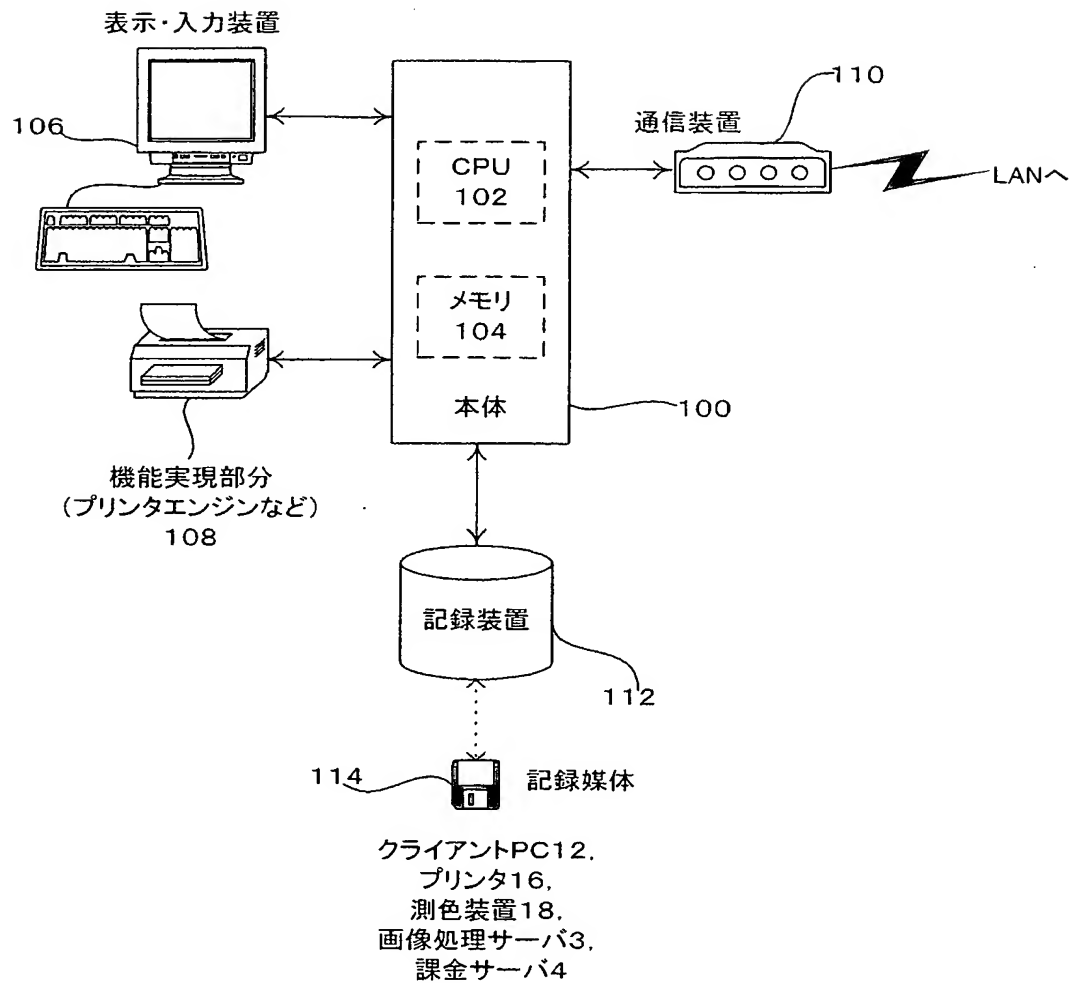 表示・入力装置
106
110
通信装置
LANへ
CPU
102
メモリ
104
本体
100
機能実現部分
(プリンタエンジンなど)
108
記録装置
112
114
記録媒体
クライアントPC12,
プリンタ16,
測色装置18,
画像処理サーバ3,
課金サーバ4